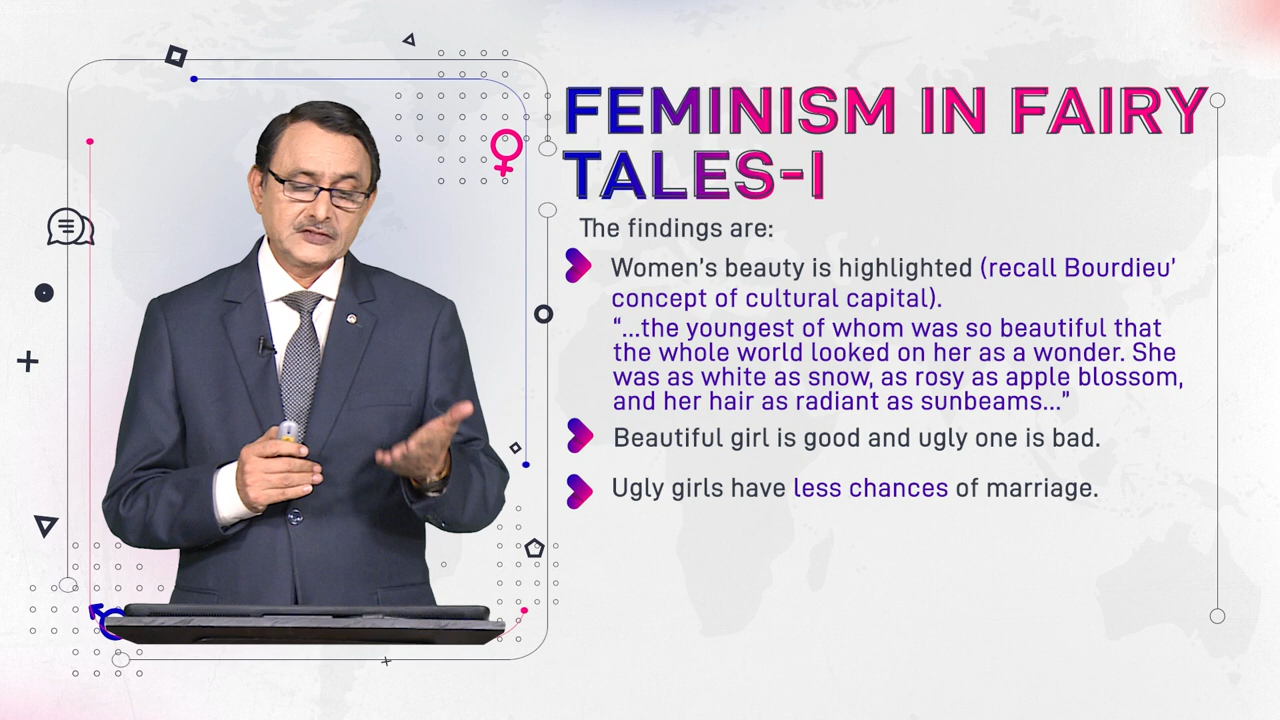 FEMINISM IN FAIRY
TALES-I
The findings are:
Women's beauty is highlighted (recall Bourdieu'
concept of cultural capital).
“...the youngest of whom was so beautiful that
the whole world looked on her as a wonder. She
was as white as snow, as rosy as apple blossom,
and her hair as radiant as sunbeams...”
Beautiful girl is good and ugly one is bad.
Ugly girls have less chances of marriage.